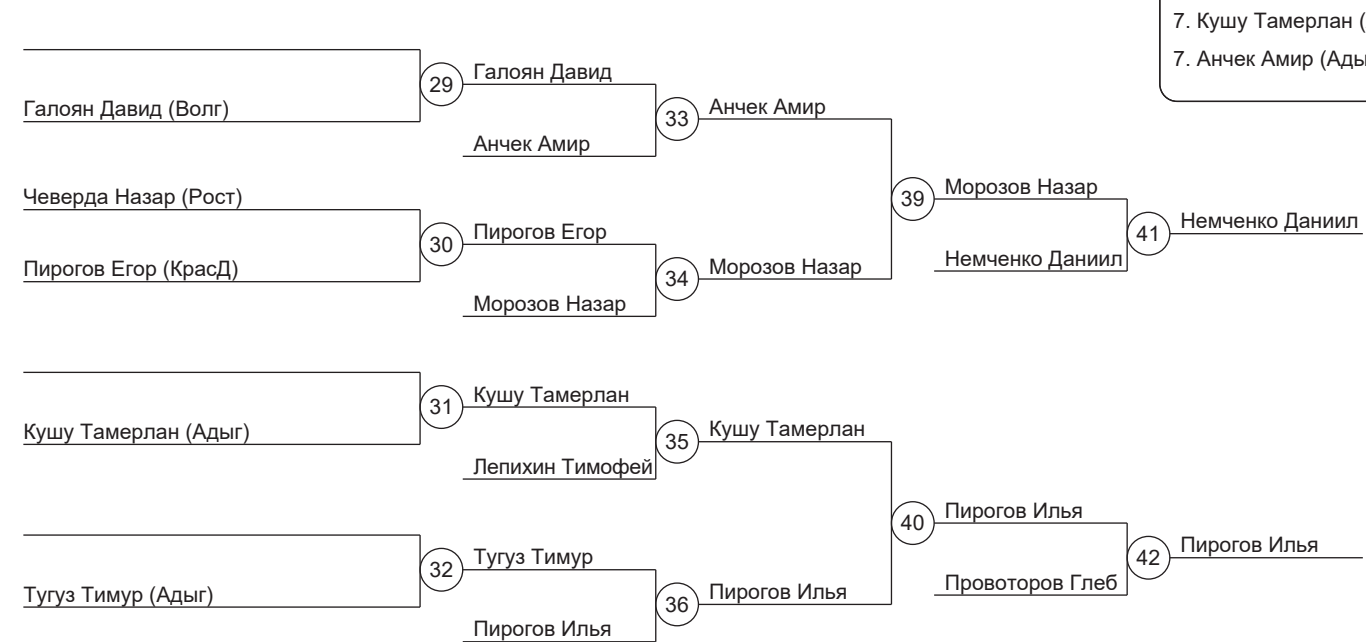 7. Кушу Тамерлан (
7. Анчек Амир (Адыг
29
Галоян Давид
Галоян Давид (Волг)
33
Анчек Амир
Анчек Амир
Чеверда Назар (Рост)
39
Морозов Назар
30
Пирогов Егор
41
Немченко Даниил
Пирогов Егор (КрасД)
34
Морозов Назар
Немченко Даниил
Морозов Назар
31
Кушу Тамерлан
Кушу Тамерлан (Адыг)
35
Кушу Тамерлан
Лепихин Тимофей
40
Пирогов Илья
32
Тугуз Тимур
42
Пирогов Илья
Тугуз Тимур (Адыг)
36
Пирогов Илья
Провоторов Глеб
Пирогов Илья